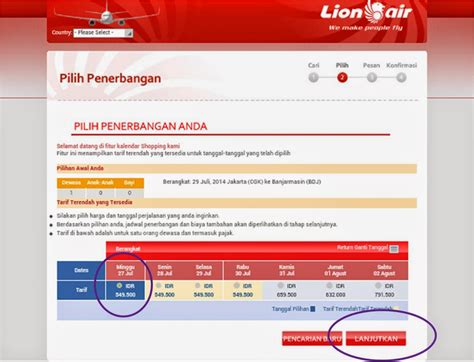 Lion air
We make people fly
Country: - Please Select -
Cari Pilih Pesan Konfirmasi
1 2 3 4
Pilih Penerbangan
PILIH PENERBANGAN ANDA
Selamat datang di fitur kalendar Shopping kami
Fitur ini menampilkan tarif terendah yang tersedia untuk tanggal-tanggal yang telah dipilih
Pilihan Awal Anda
Dewasa Anak Anak Bayi
1 0 0
Berangkat: 29 Juli, 2014 Jakarta (CGK) ke Banjarmasin (BDJ)
Tarif Terendah yang Tersedia
Silakan pilih harga dan tanggal perjalanan yang anda inginkan.
Berdasarkan pilihan anda, jadwal penerbangan dan biaya tambahan akan diperlihatkan di tahap selanjutnya.
Tarif di bawah adalah untuk satu orang dewasa dan termasuk pajak.
Berangkat Return Ganti Tanggal
Dates Minggu 27 Jul Senin 28 Jul Selasa 29 Jul Rabu 30 Jul Kamis 31 Jul Jumat 01 Agust Sabtu 02 Agust
Tarif IDR 549.500 IDR 549.500 IDR 549.500 IDR 549.500 IDR 659.500 IDR 632.000 IDR 791.500
Tanggal Pilihan Tarif Terendah Tarif Terendah
PENCARIAN BARU LANJUTKAN